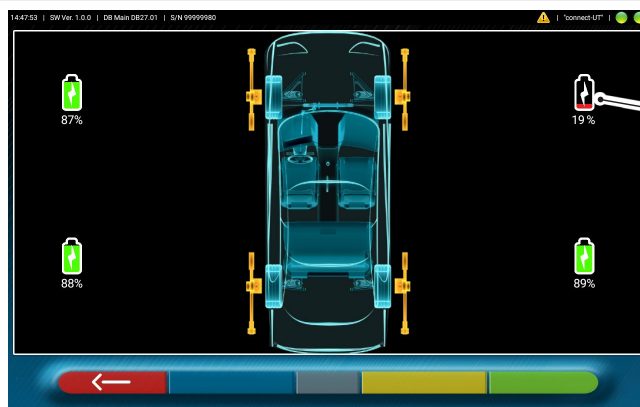 14:47:53 | SW Ver. 1.0.0 | DB Main DB27.01 | S/N 99999980 | "connect-UT" |
87%
19 %
88%
89%